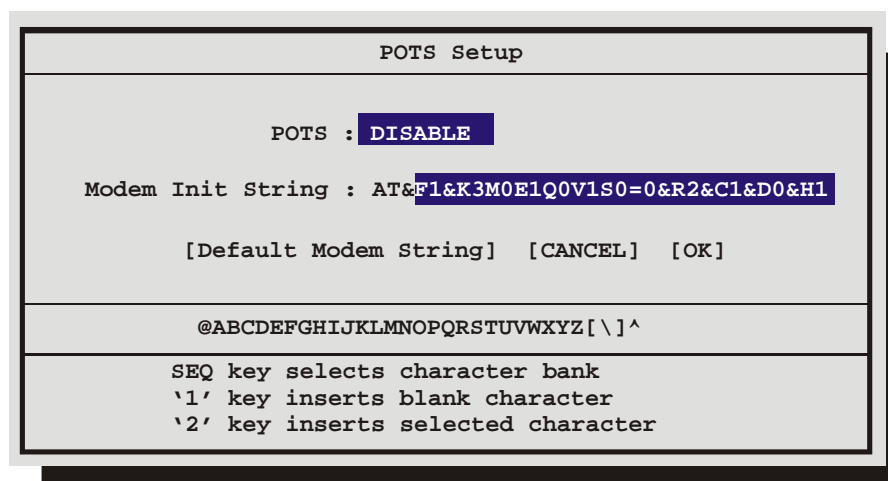 POTS Setup
POTS : DISABLE
Modem Init String : AT&F1&K3M0E1Q0V1S0=0&R2&C1&D0&H1
[Default Modem String] [CANCEL] [OK]
@ABCDEFGHIJKLMNOPQRSTUVWXYZ[\]^
SEQ key selects character bank
‘1’ key inserts blank character
‘2’ key inserts selected character